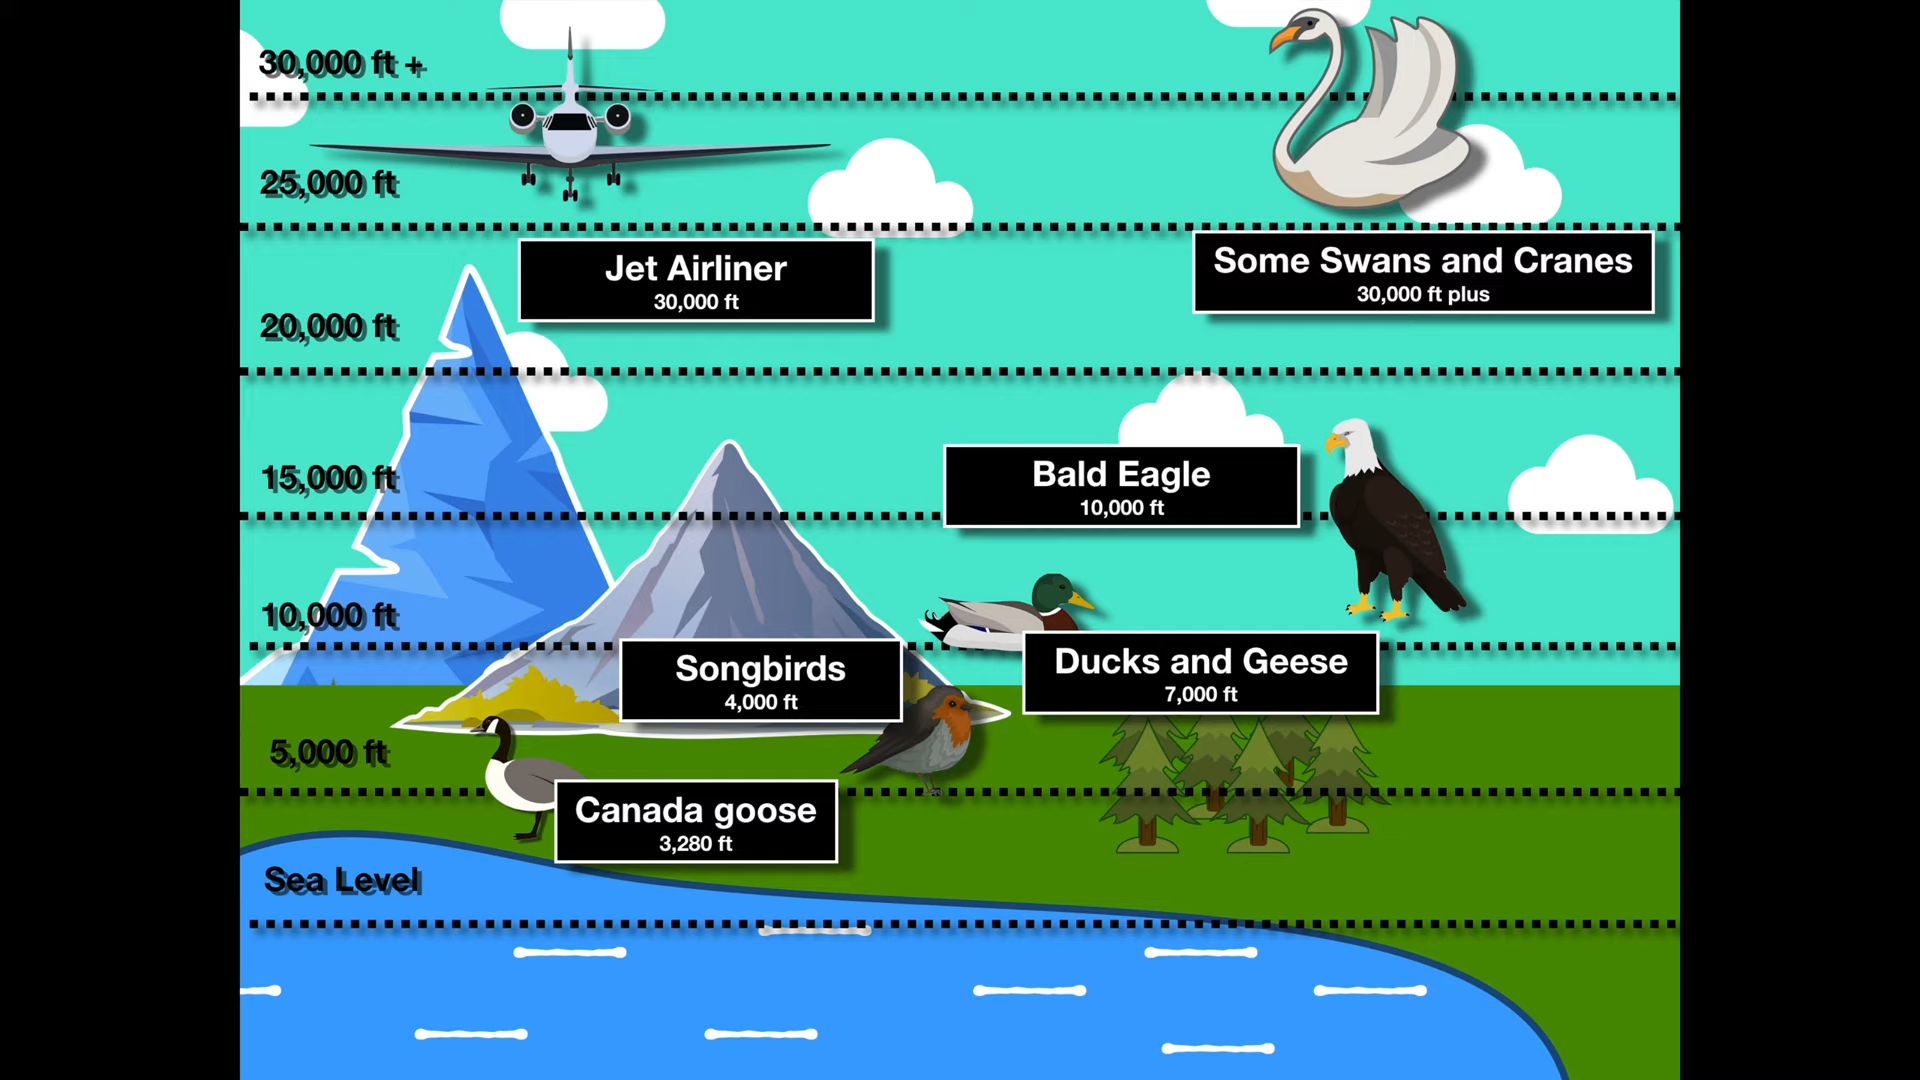 30,000 ft +
25,000 ft
Jet Airliner
30,000 ft
Some Swans and Cranes
30,000 ft plus
20,000 ft
15,000 ft
Bald Eagle
10,000 ft
10,000 ft
Songbirds
4,000 ft
Ducks and Geese
7,000 ft
5,000 ft
Canada goose
3,280 ft
Sea Level